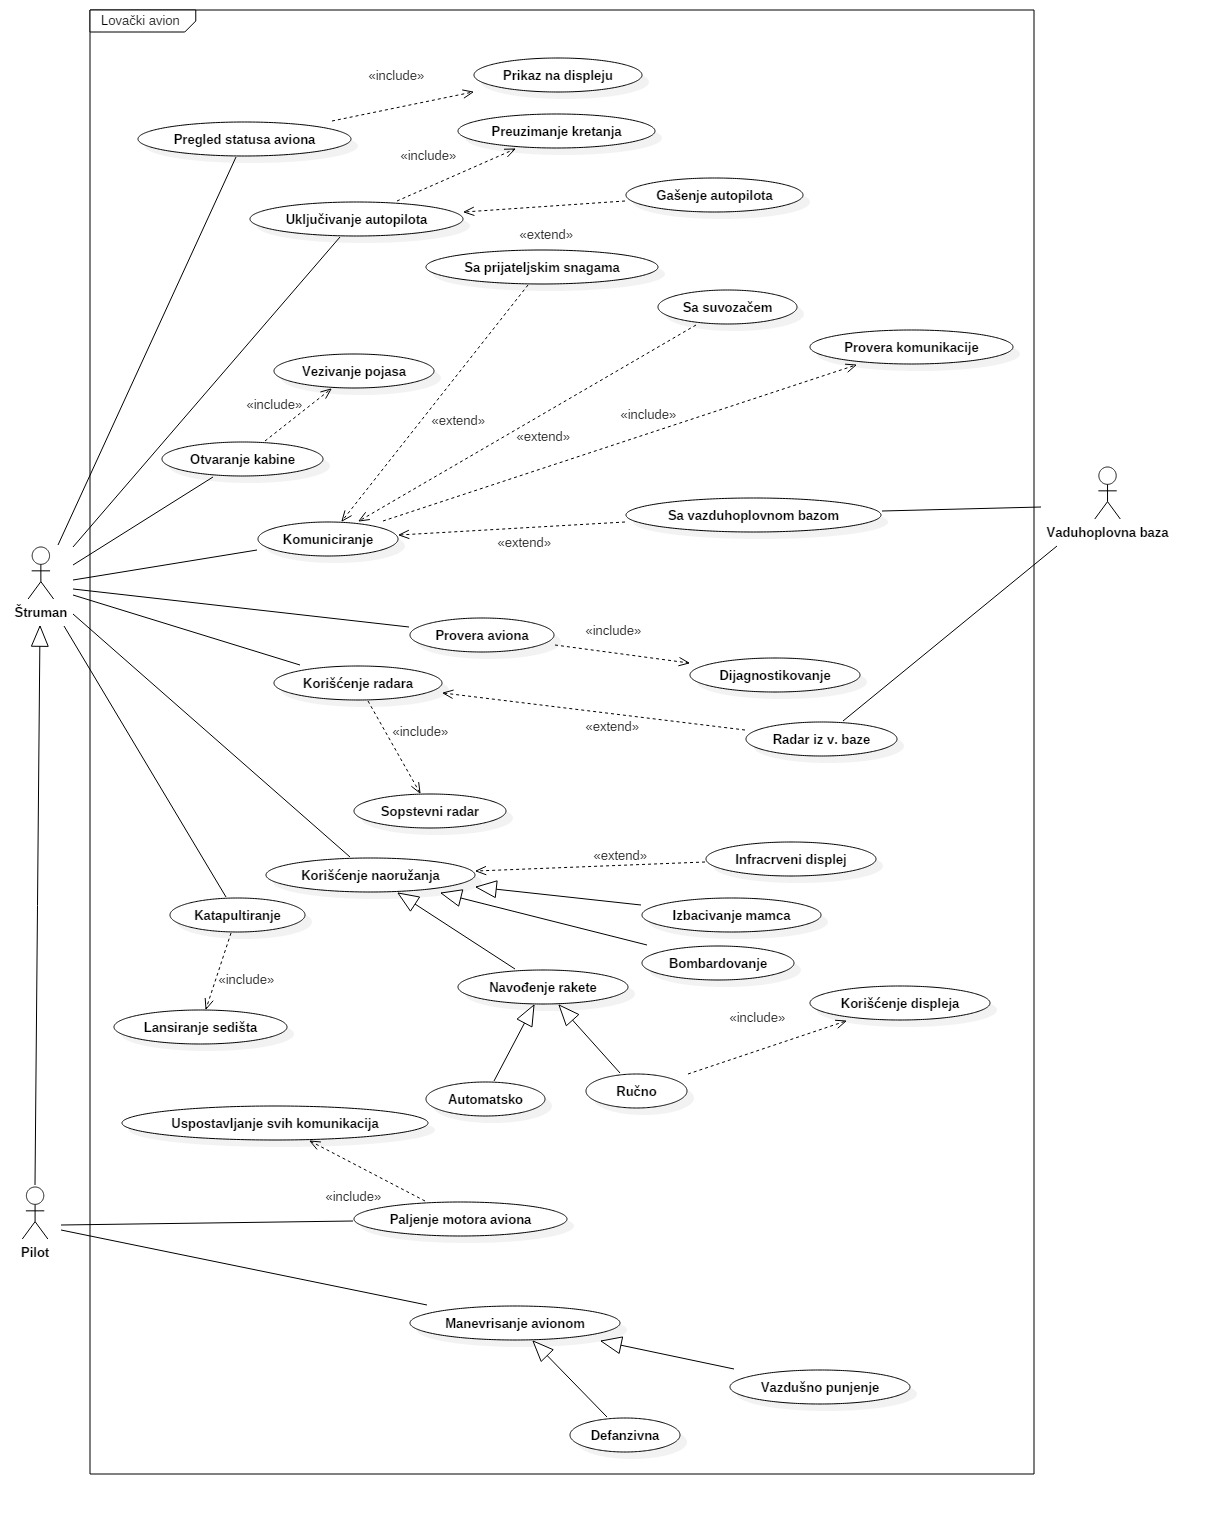 Lovački avion
«include»
Prikaz na displeju
Pregled statusa aviona
Preuzimanje kretanja
«include»
Uključivanje autopilota
Gašenje autopilota
«extend»
Sa prijateljskim snagama
Sa suvozačem
Provera komunikacije
Vezivanje pojasa
«include»
«extend»
«extend»
«include»
Otvaranje kabine
Sa vazduhoplovnom bazom
Vaduhoplovna baza
Komuniciranje
«extend»
Štruman
Provera aviona
«include»
Dijagnostikovanje
Korišćenje radara
«include»
«extend»
Radar iz v. baze
Sopstevni radar
Korišćenje naoružanja
«extend»
Infracrveni displej
Katapultiranje
Izbacivanje mamca
Bombardovanje
«include»
Navođenje rakete
Korišćenje displeja
«include»
Lansiranje sedišta
Automatsko
Ručno
Uspostavljanje svih komunikacija
«include»
Paljenje motora aviona
Pilot
Manevrisanje avionom
Vazdušno punjenje
Defanzivna